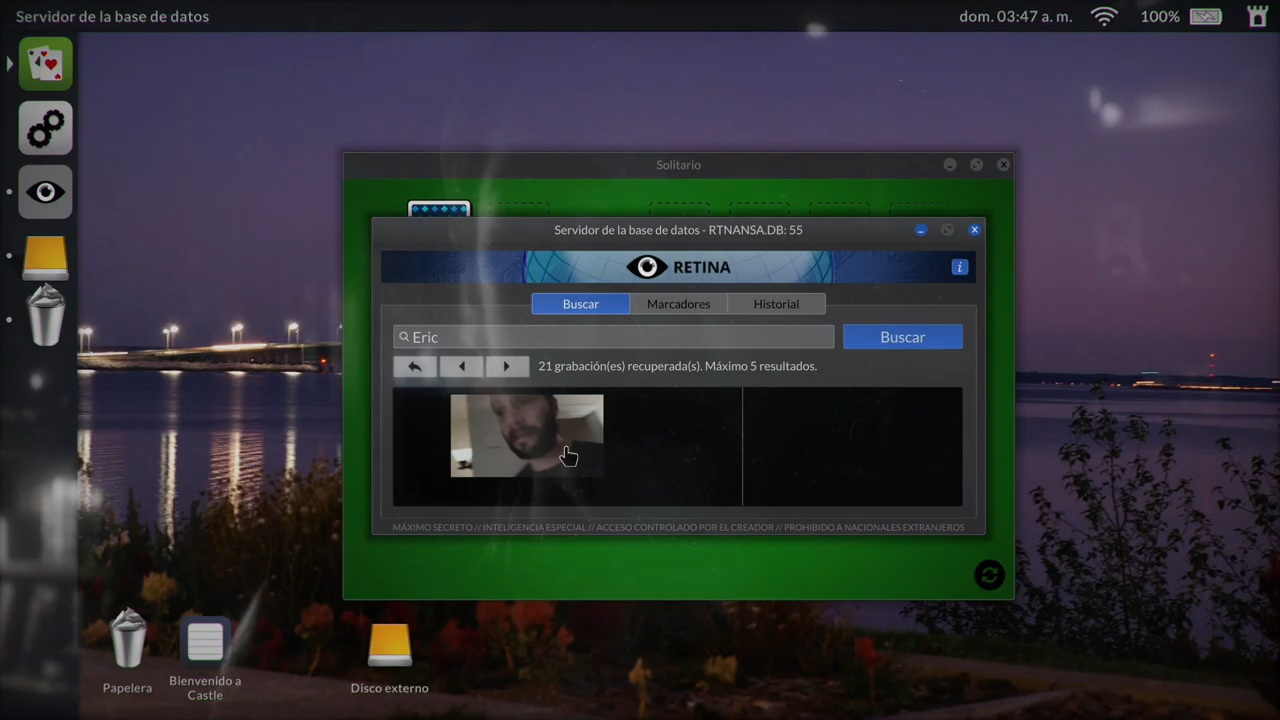 Servidor de la base de datos
dom. 03:47 a. m.
100%
Solitario
Servidor de la base de datos - RTNANSA.DB: 55
RETINA
i
Buscar
Marcadores
Historial
Eric
Buscar
21 grabación(es) recuperada(s). Máximo 5 resultados.
MÁXIMO SECRETO // INTELIGENCIA ESPECIAL // ACCESO CONTROLADO POR EL CREADOR // PROHIBIDO A NACIONALES EXTRANJEROS
Papelera
Bienvenido a
Castle
Disco externo